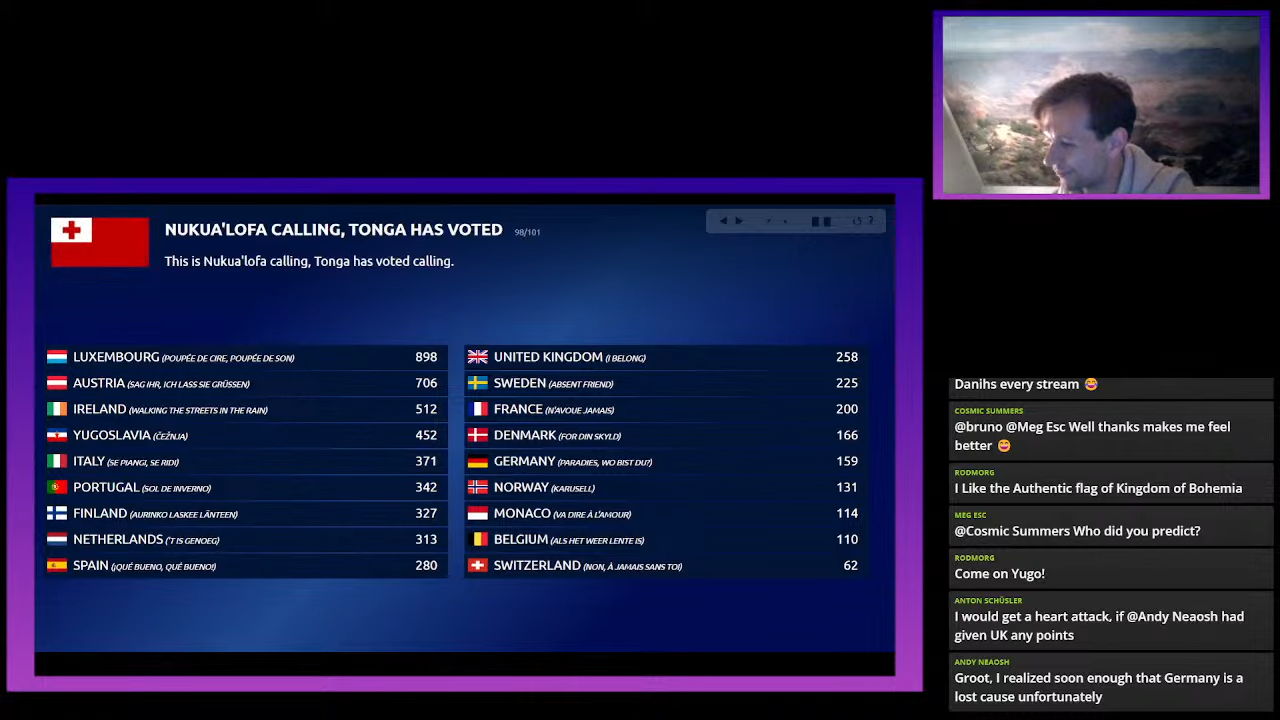 NUKUA'LOFA CALLING, TONGA HAS VOTED 98/101
This is Nukua'lofa calling, Tonga has voted calling.
LUXEMBOURG (POUPÉE DE CIRE, POUPÉE DE SON) 898
AUSTRIA (SAG IHR, ICH LASS SIE GRÜSSEN) 706
IRELAND (WALKING THE STREETS IN THE RAIN) 512
YUGOSLAVIA (ČEŽNJA) 452
ITALY (SE PIANGI, SE RIDI) 371
PORTUGAL (SOL DE INVERNO) 342
FINLAND (AURINKO LASKEE LÄNTEEN) 327
NETHERLANDS ('T IS GENOEG) 313
SPAIN (¡QUÉ BUENO, QUÉ BUENO!) 280
UNITED KINGDOM (I BELONG) 258
SWEDEN (ABSENT FRIEND) 225
FRANCE (N'AVOUE JAMAIS) 200
DENMARK (FOR DIN SKYLD) 166
GERMANY (PARADIES, WO BIST DU?) 159
NORWAY (KARUSELL) 131
MONACO (VA DIRE À L'AMOUR) 114
BELGIUM (ALS HET WEER LENTE IS) 110
SWITZERLAND (NON, À JAMAIS SANS TOI) 62
Danihs every stream 😂
COSMIC SUMMERS
@bruno @Meg Esc Well thanks makes me feel
better 😅
RODMORG
I Like the Authentic flag of Kingdom of Bohemia
MEG ESC
@Cosmic Summers Who did you predict?
RODMORG
Come on Yugo!
ANTON SCHÜSLER
I would get a heart attack, if @Andy Neaosh had
given UK any points
ANDY NEAOSH
Groot, I realized soon enough that Germany is a
lost cause unfortunately